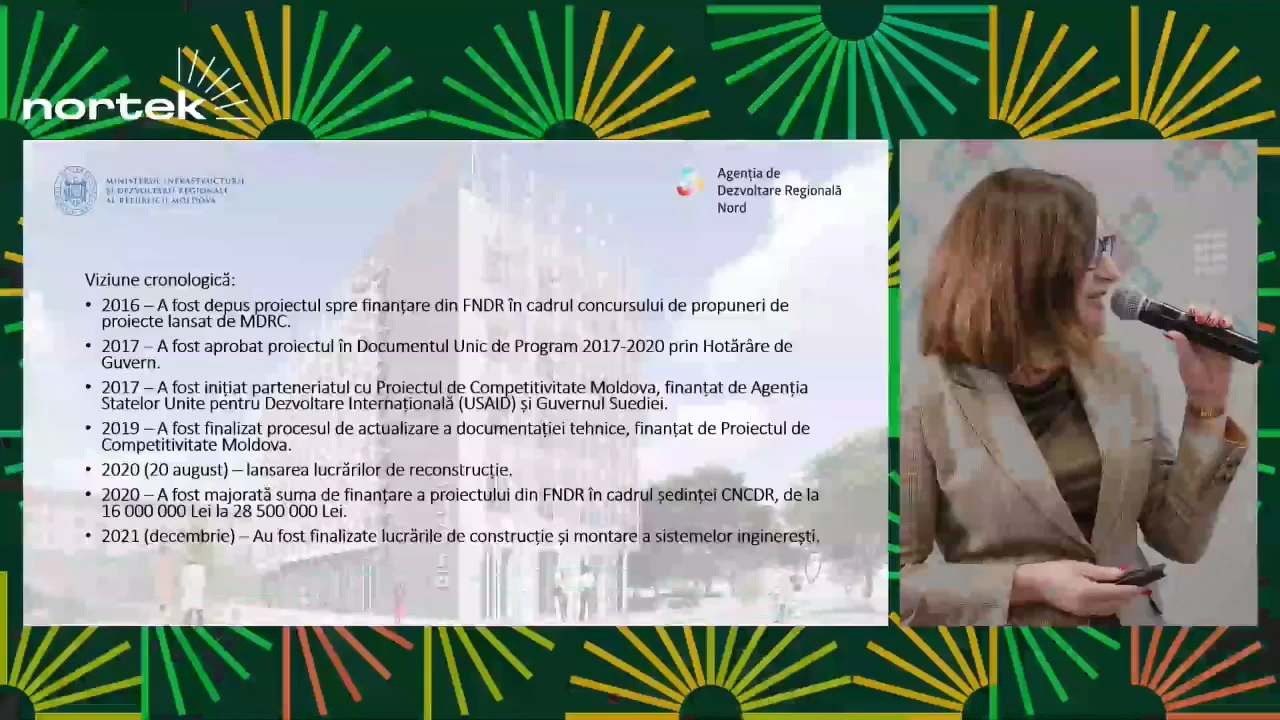 nortek
MINISTERUL INFRASTRUCTURII
ȘI DEZVOLTĂRII REGIONALE
AL REPUBLICII MOLDOVA
Agenția de
Dezvoltare Regională
Nord
Viziune cronologică:
• 2016 – A fost depus proiectul spre finanțare din FNDR în cadrul concursului de propuneri de
proiecte lansat de MDRC.
• 2017 – A fost aprobat proiectul în Documentul Unic de Program 2017-2020 prin Hotărâre de
Guvern.
• 2017 – A fost inițiat parteneriatul cu Proiectul de Competitivitate Moldova, finanțat de Agenția
Statelor Unite pentru Dezvoltare Internațională (USAID) și Guvernul Suediei.
• 2019 – A fost finalizat procesul de actualizare a documentației tehnice, finanțat de Proiectul de
Competitivitate Moldova.
• 2020 (20 august) – lansarea lucrărilor de reconstrucție.
• 2020 – A fost majorată suma de finanțare a proiectului din FNDR în cadrul ședinței CNCDR, de la
16 000 000 Lei la 28 500 000 Lei.
• 2021 (decembrie) – Au fost finalizate lucrările de construcție și montare a sistemelor inginerești.